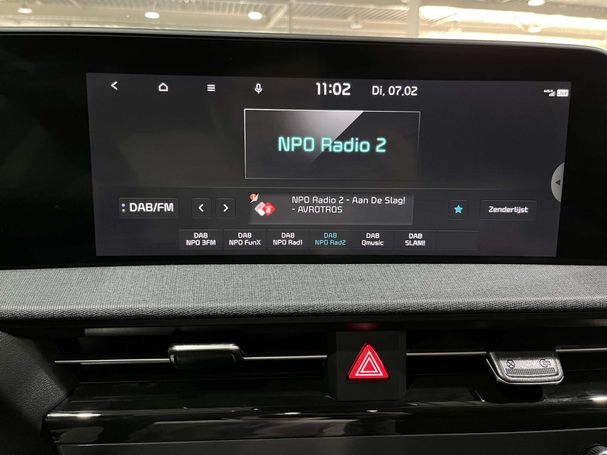 11:02 Di, 07.02
NPO Radio 2
DAB/FM
NPO Radio 2 - Aan De Slag!
- AVROTROS
Zenderlijst
DAB
NPO 3FM
DAB
NPO FunX
DAB
NPO Rad1
DAB
NPO Rad2
DAB
Qmusic
DAB
SLAM!